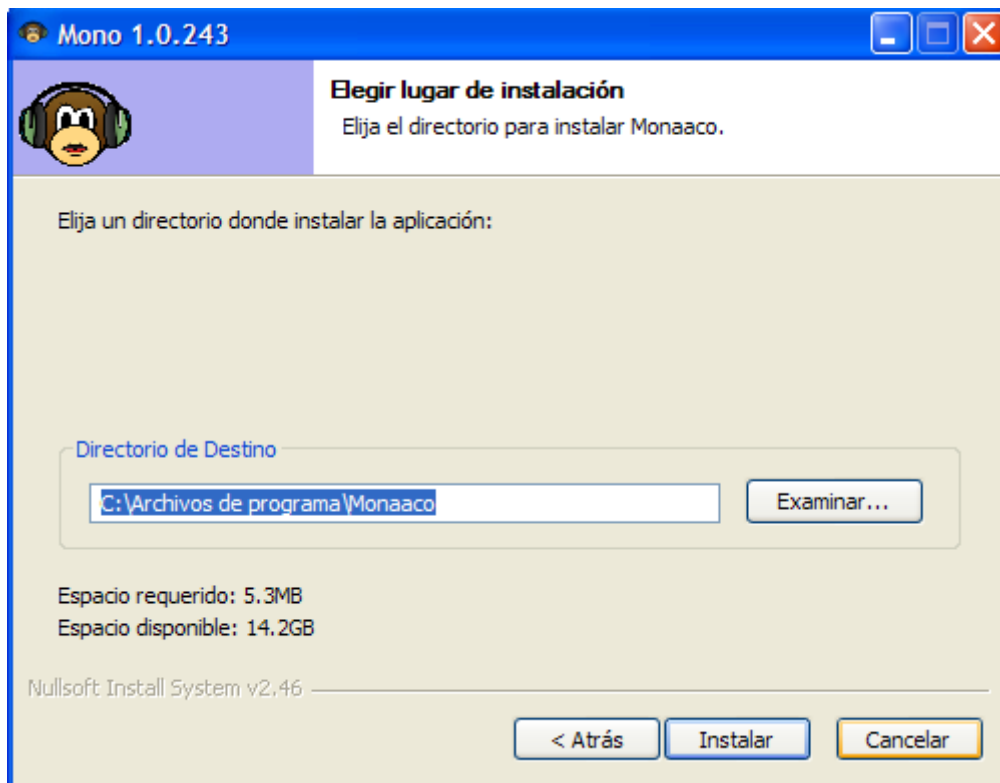 Mono 1.0.243
Elegir lugar de instalación
Elija el directorio para instalar Monaaco.
Elija un directorio donde instalar la aplicación:
Directorio de Destino
C:\Archivos de programa\Monaaco
Examinar...
Espacio requerido: 5.3MB
Espacio disponible: 14.2GB
Nullsoft Install System v2.46
< Atrás
Instalar
Cancelar